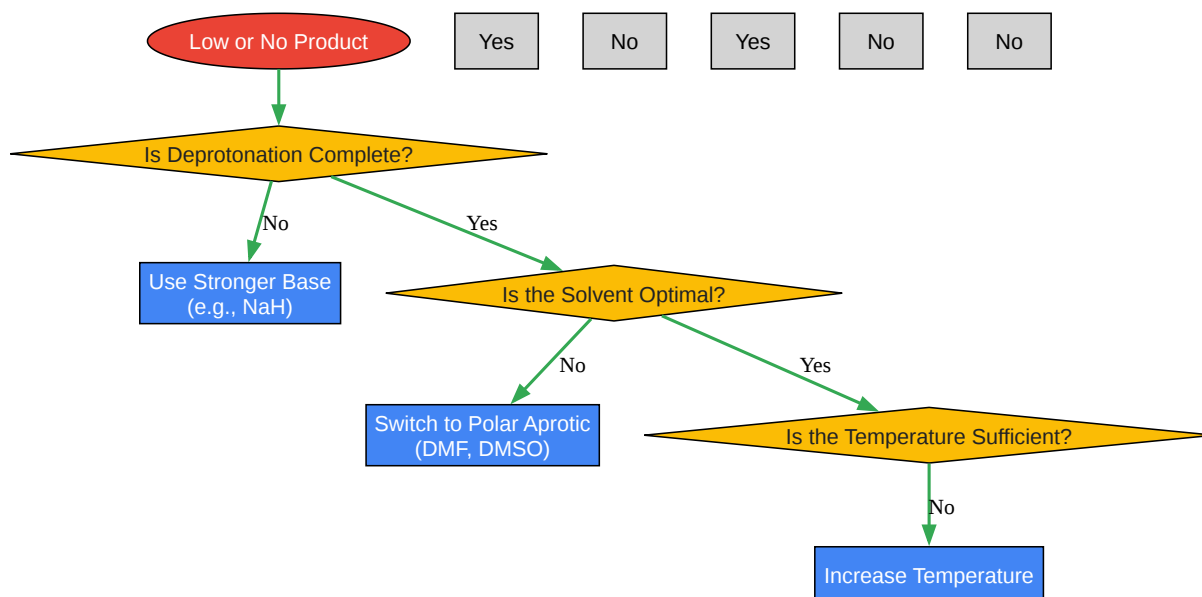 Low or No Product
Yes
No
Yes
No
No
Is Deprotonation Complete?
No
Yes
Use Stronger Base
(e.g., NaH)
Is the Solvent Optimal?
No
Yes
Switch to Polar Aprotic
(DMF, DMSO)
Is the Temperature Sufficient?
No
Increase Temperature